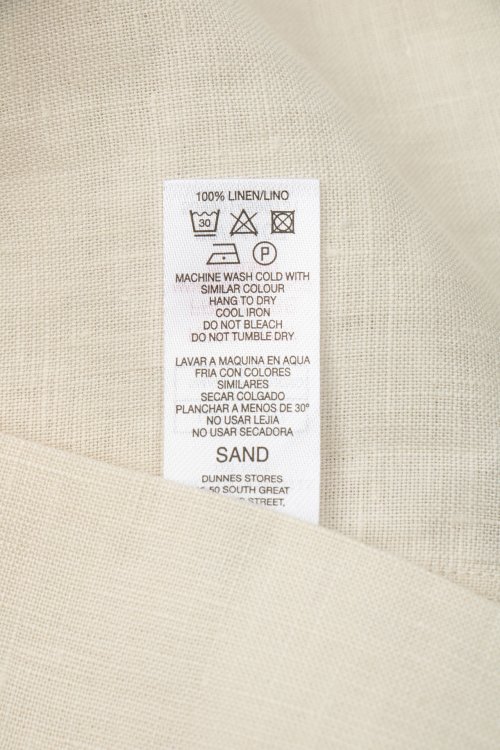 100% LINEN/LINO
30
P
MACHINE WASH COLD WITH
SIMILAR COLOUR
HANG TO DRY
COOL IRON
DO NOT BLEACH
DO NOT TUMBLE DRY
LAVAR A MAQUINA EN AQUA
FRIA CON COLORES
SIMILARES
SECAR COLGADO
PLANCHAR A MENOS DE 30º
NO USAR LEJIA
NO USAR SECADORA
SAND
DUNNES STORES
50 SOUTH GREAT
STREET,